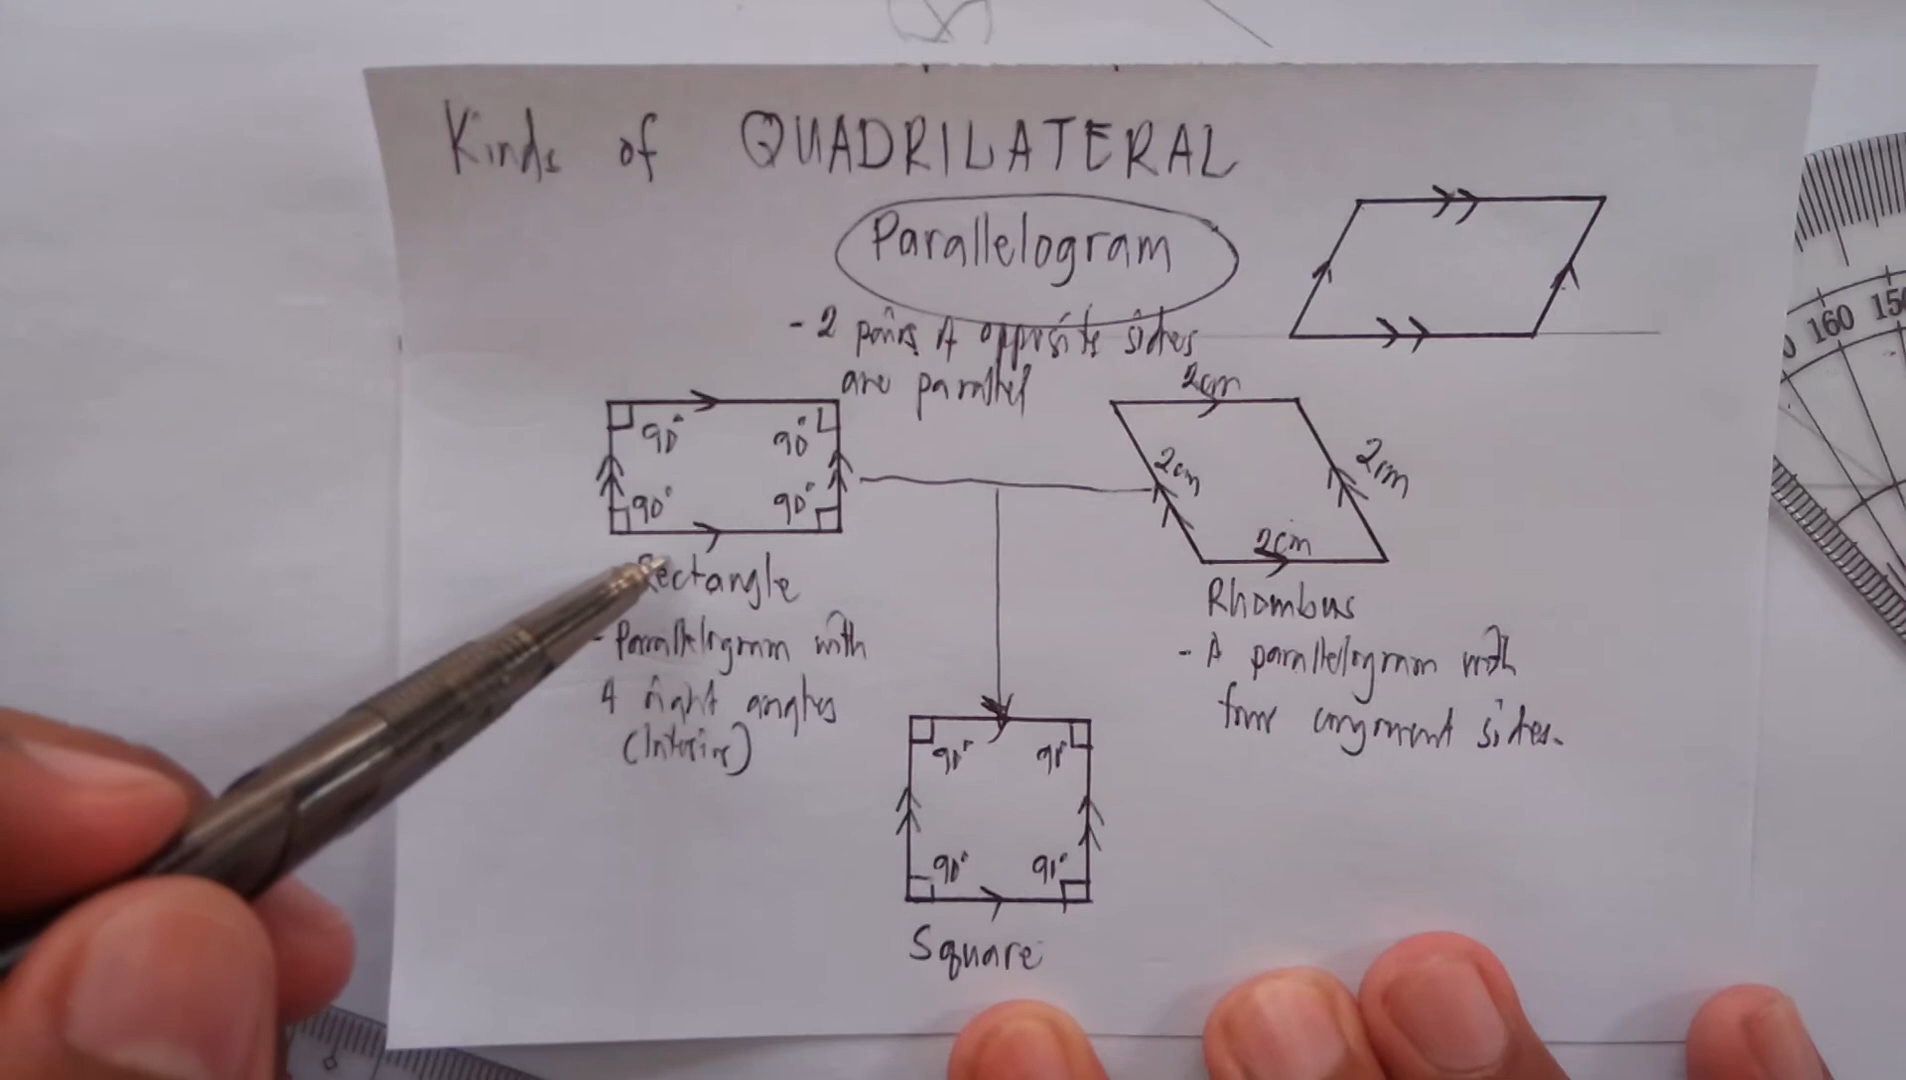 Kinds of QUADRILATERAL
Parallelogram
- 2 pairs of opposite sides
are parallel
90° 90°
90° 90°
Rectangle
- Parallelogram with
4 right angles
(Interior)
2cm
2cm
2cm
2cm
Rhombus
- A parallelogram with
four congruent sides.
90° 90°
90° 90°
Square
160 150